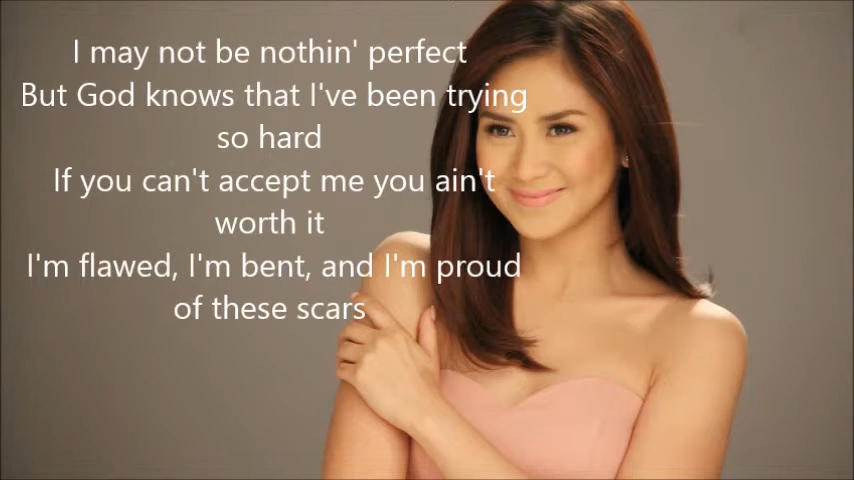 I may not be nothin' perfect
But God knows that I've been trying
so hard
If you can't accept me you ain't
worth it
I'm flawed, I'm bent, and I'm proud
of these scars